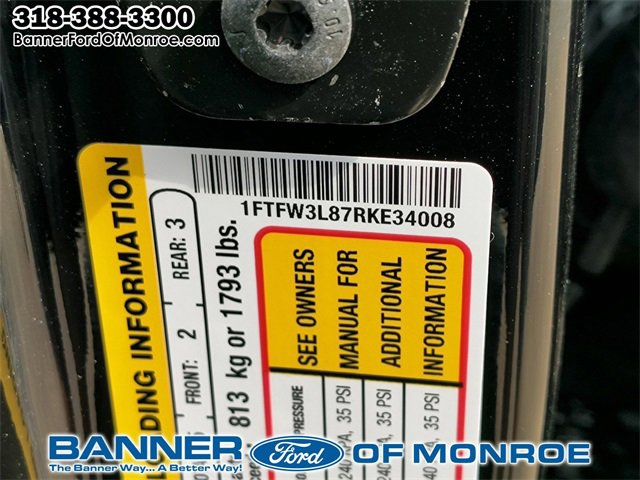 318-388-3300
BannerFordOfMonroe.com
1FTFW3L87RKE34008
DING INFORMATION
FRONT: 2 REAR: 3
813 kg or 1793 lbs.
SEE OWNERS
MANUAL FOR
ADDITIONAL
INFORMATION
PRESSURE
35 PSI
35 PSI
35 PSI
BANNER Ford OF MONROE
The Banner Way... A Better Way!